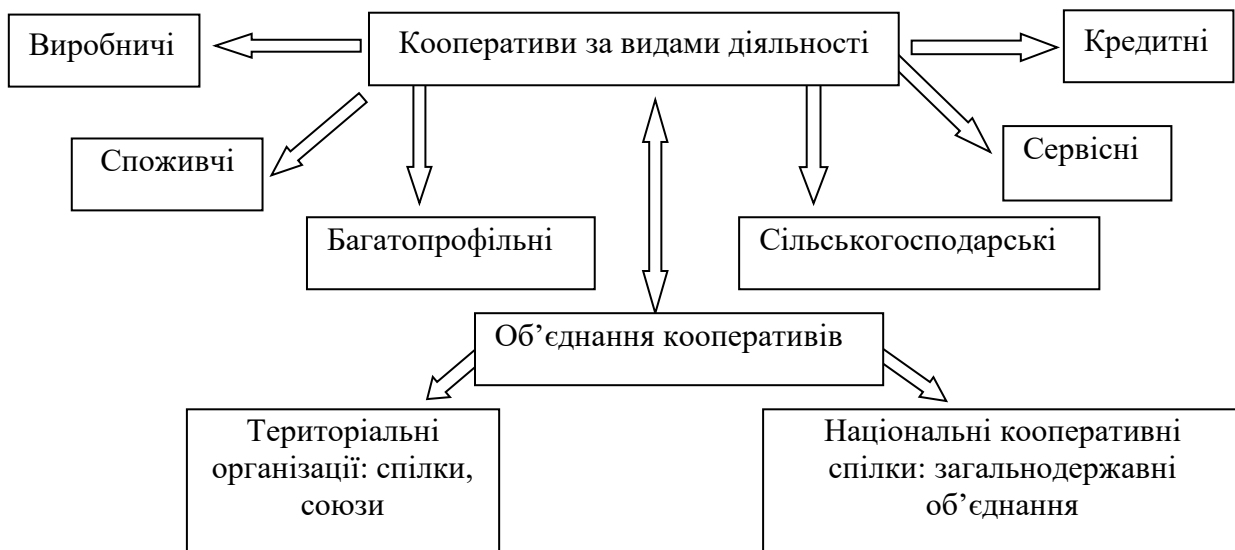 Виробничі
Кооперативи за видами діяльності
Кредитні
Споживчі
Сервісні
Багатопрофільні
Сільськогосподарські
Об’єднання кооперативів
Територіальні
організації: спілки,
союзи
Національні кооперативні
спілки: загальнодержавні
об’єднання